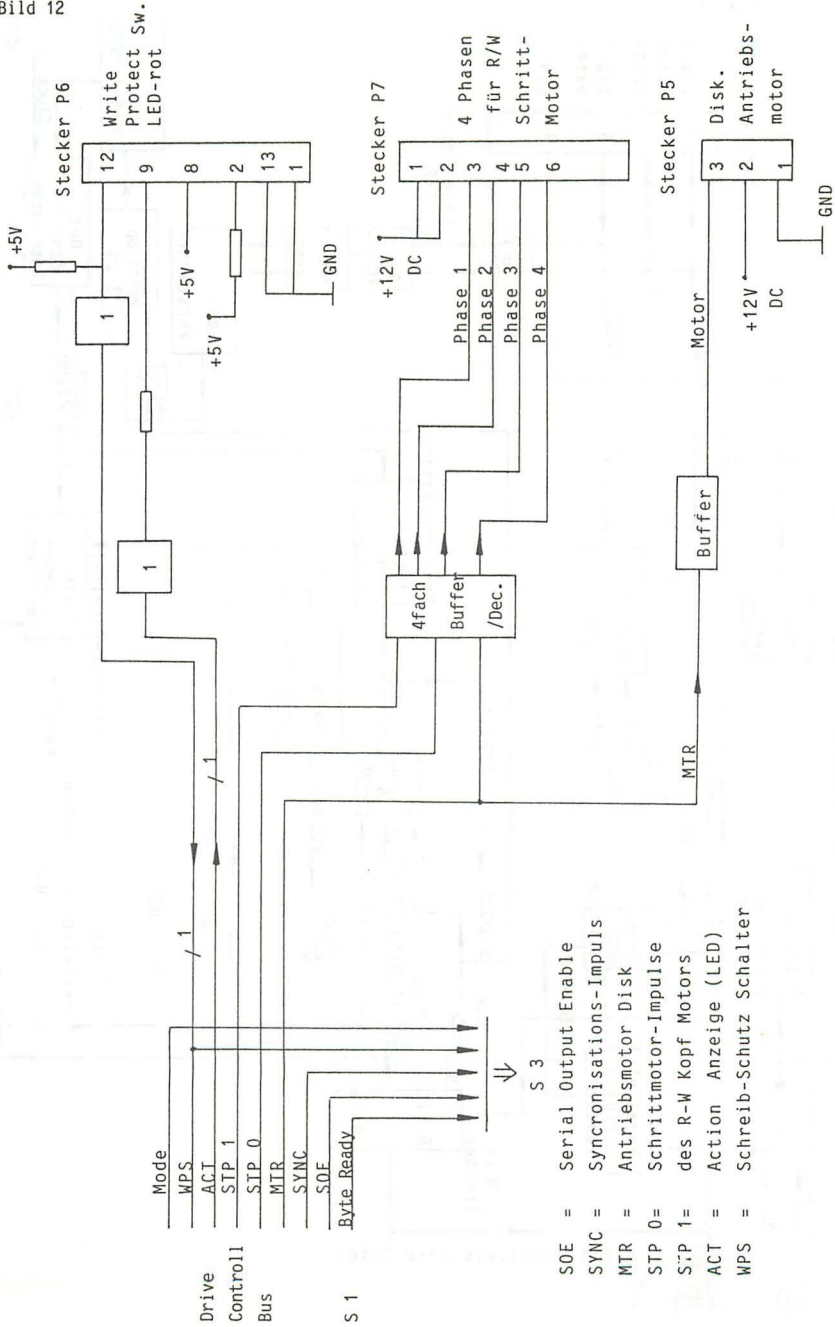 Bild 12
Drive
Controll
Bus
S 1
Mode
WPS
ACT
STP 1
STP 0
MTR
SYNC
SOE
Byte Ready
S 3
/ 1
/ 1
1
1
+5V
Stecker P6
12
9
8
2
13
1
Write
Protect Sw.
LED-rot
+5V
+5V
GND
4fach
Buffer
/Dec.
+12V
DC
Phase 1
Phase 2
Phase 3
Phase 4
Stecker P7
1
2
3
4
5
6
4 Phasen
für R/W
Schritt-
Motor
MTR
Buffer
Motor
+12V
DC
Stecker P5
3
2
1
Disk.
Antriebs-
motor
GND
SOE = Serial Output Enable
SYNC = Syncronisations-Impuls
MTR = Antriebsmotor Disk
STP 0= Schrittmotor-Impulse
STP 1= des R-W Kopf Motors
ACT = Action Anzeige (LED)
WPS = Schreib-Schutz Schalter